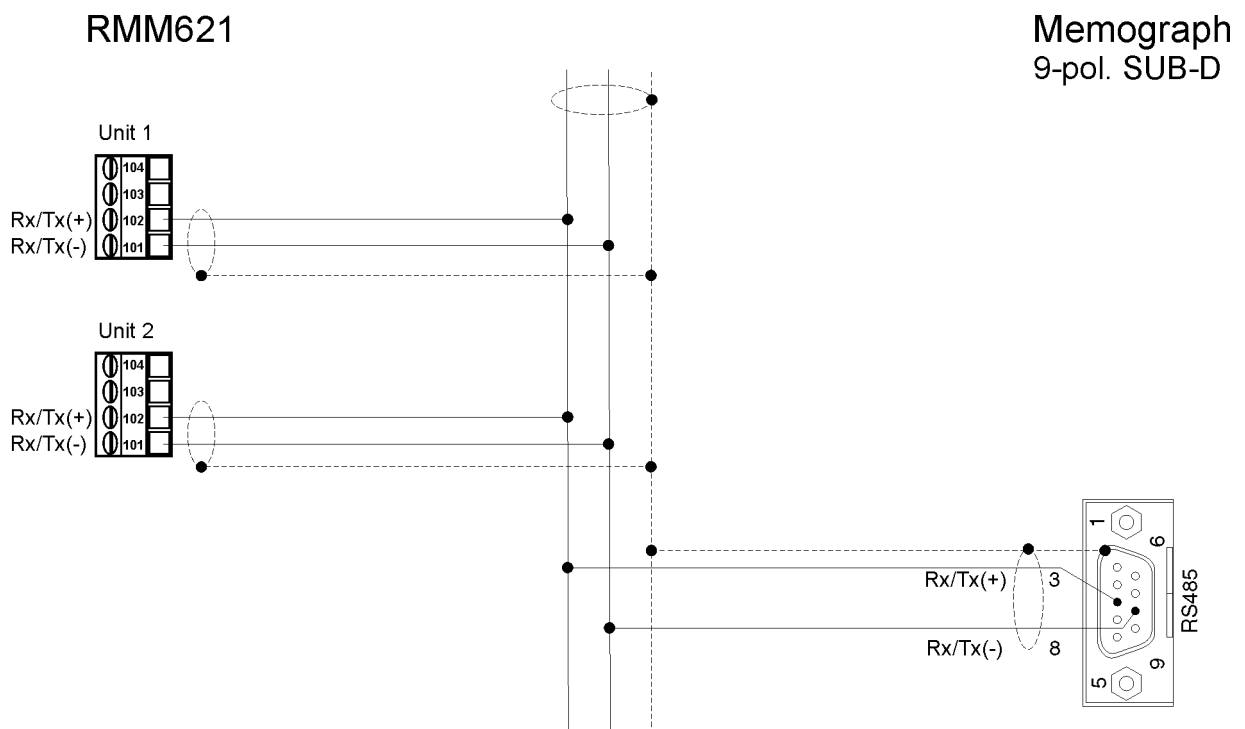 RMM621
Memograph
9-pol. SUB-D
Unit 1
104
103
Rx/Tx(+) 102
Rx/Tx(-) 101
Unit 2
104
103
Rx/Tx(+) 102
Rx/Tx(-) 101
1
6
Rx/Tx(+) 3
RS485
Rx/Tx(-) 8
9
5